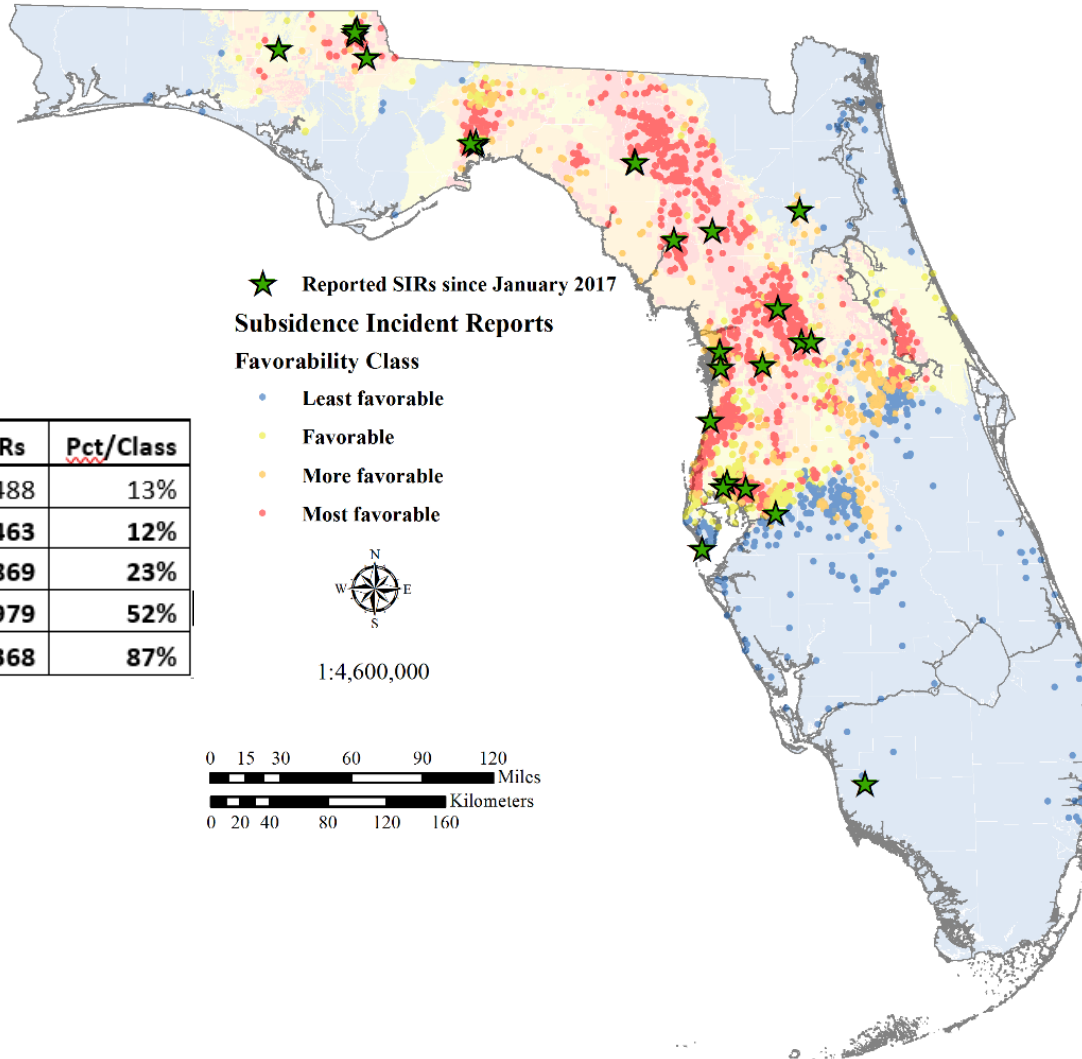 Reported SIRs since January 2017
Subsidence Incident Reports
Favorability Class
Least favorable
Favorable
More favorable
Most favorable
Rs Pct/Class
488 13%
463 12%
869 23%
979 52%
368 87%
N
W E
S
1:4,600,000
0 15 30 60 90 120
Miles
Kilometers
0 20 40 80 120 160